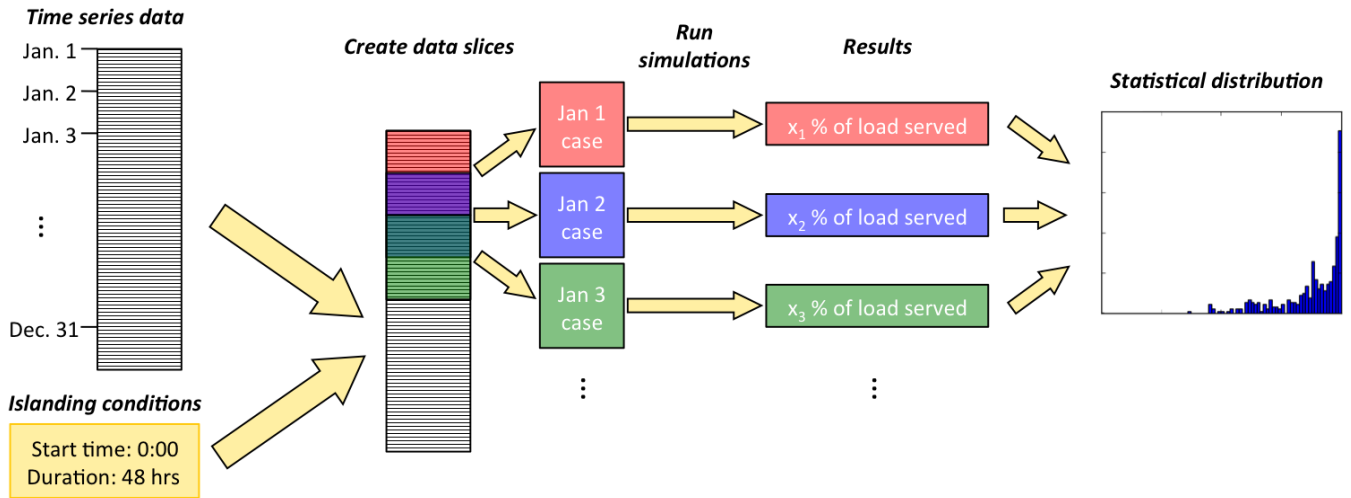 Time series data
Jan. 1
Jan. 2
Jan. 3
⋮
Dec. 31
Islanding conditions
Start time: 0:00
Duration: 48 hrs
Create data slices
Jan 1
case
Jan 2
case
Jan 3
case
⋮
Run
simulations
Results
x₁ % of load served
x₂ % of load served
x₃ % of load served
⋮
Statistical distribution